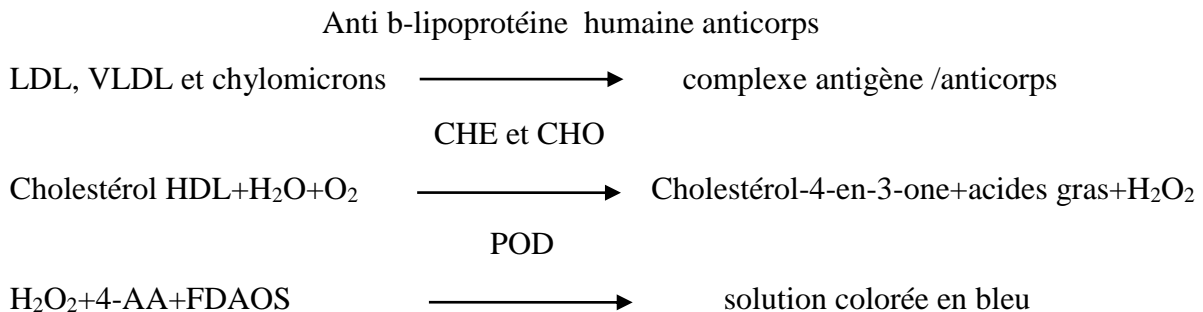 Anti b-lipoprotéine humaine anticorps
LDL, VLDL et chylomicrons complexe antigène /anticorps
CHE et CHO
Cholestérol HDL+H₂O+O₂ Cholestérol-4-en-3-one+acides gras+H₂O₂
POD
H₂O₂+4-AA+FDAOS solution colorée en bleu